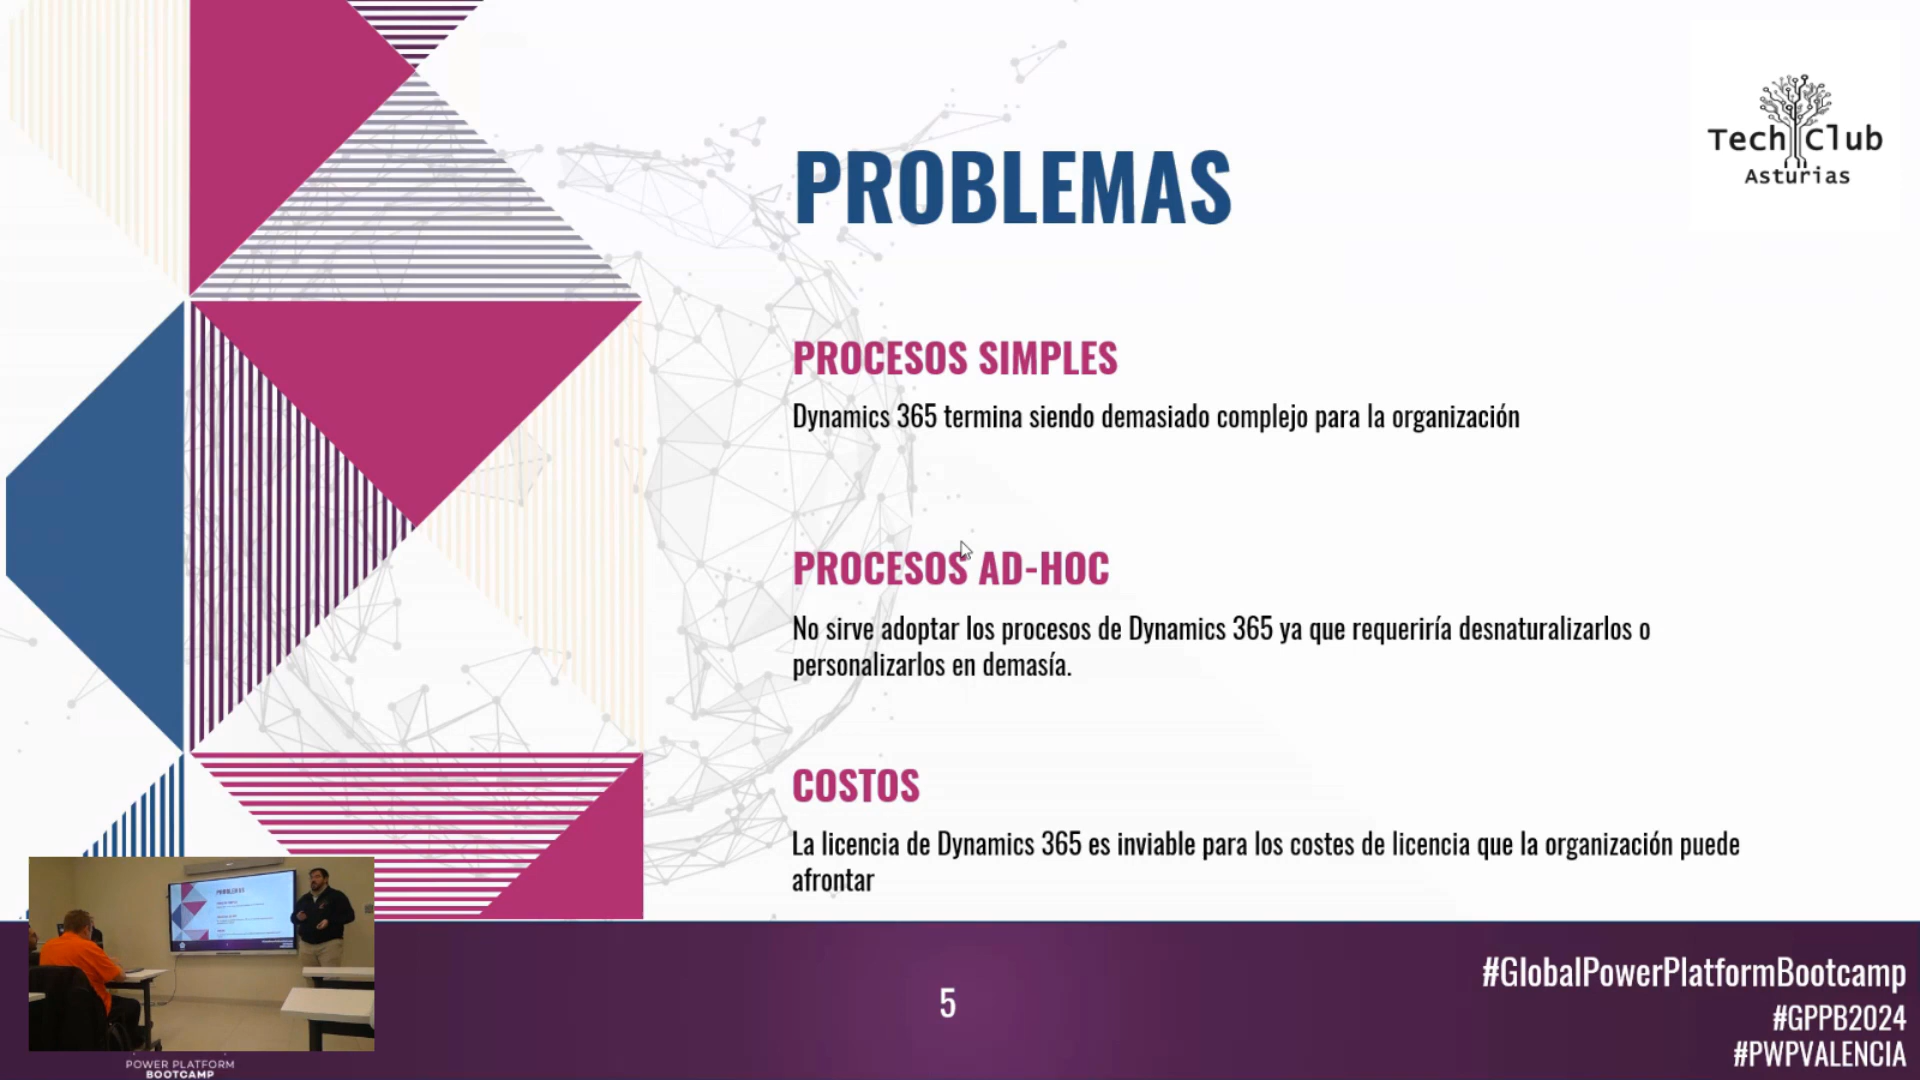 Tech Club
Asturias
PROBLEMAS
PROCESOS SIMPLES
Dynamics 365 termina siendo demasiado complejo para la organización
PROCESOS AD-HOC
No sirve adoptar los procesos de Dynamics 365 ya que requeriría desnaturalizarlos o
personalizarlos en demasía.
COSTOS
La licencia de Dynamics 365 es inviable para los costes de licencia que la organización puede
afrontar
PROBLEMAS
5
#GlobalPowerPlatformBootcamp
#GPPB2024
#PWPVALENCIA
POWER PLATFORM
BOOTCAMP